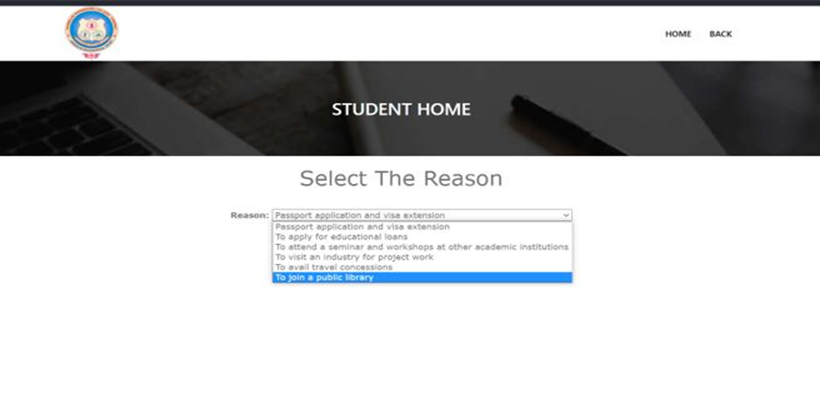 HOME BACK
STUDENT HOME
Select The Reason
Reason: Passport application and visa extension
Passport application and visa extension
To apply for educational loans
To attend a seminar and workshops at other academic institutions
To visit an industry for project work
To avail travel concessions
To join a public library